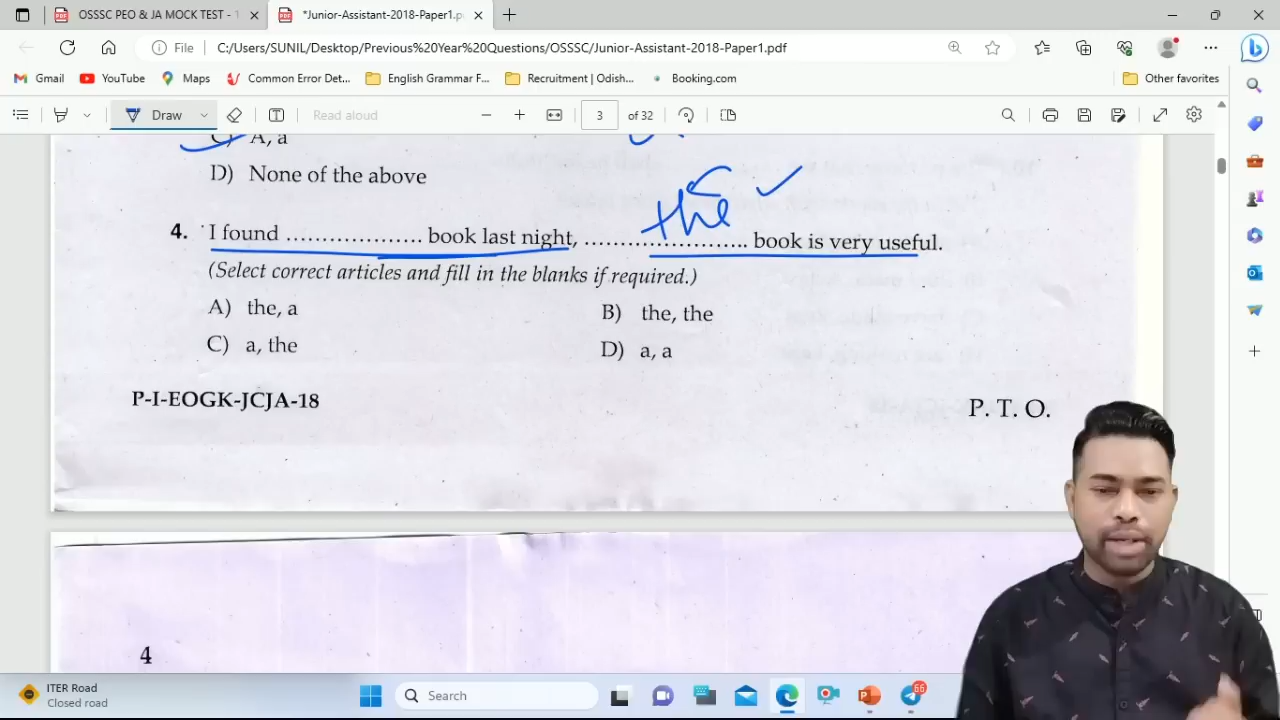 OSSSC PEO & JA MOCK TEST - 1
*Junior-Assistant-2018-Paper1.p
File
C:/Users/SUNIL/Desktop/Previous%20Year%20Questions/OSSSC/Junior-Assistant-2018-Paper1.pdf
Gmail
YouTube
Maps
Common Error Det...
English Grammar F...
Recruitment | Odish...
Booking.com
Other favorites
Draw
Read aloud
3 of 32
C) A, a
D) None of the above
the
4. I found .................... book last night, ........................ book is very useful.
(Select correct articles and fill in the blanks if required.)
A) the, a
B) the, the
C) a, the
D) a, a
P-I-EOGK-JCJA-18
P. T. O.
4
ITER Road
Closed road
Search
66